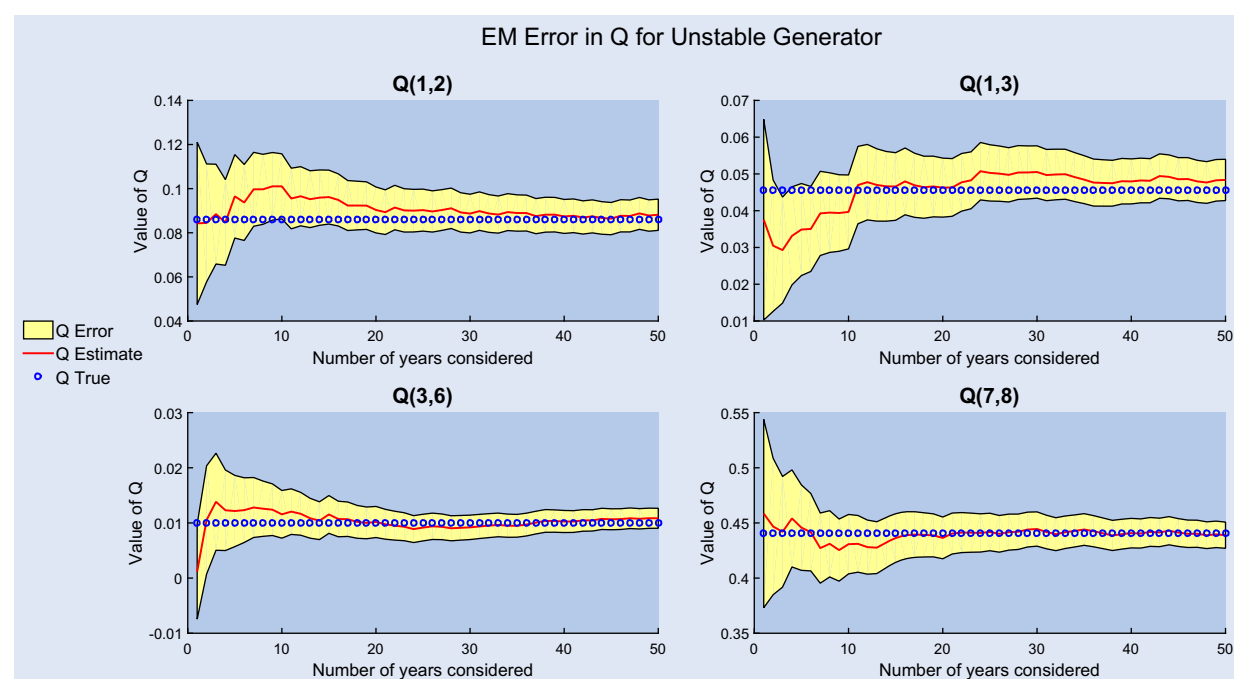 EM Error in Q for Unstable Generator
Q(1,2)
0.14
0.12
0.1
0.08
0.06
0.04
Value of Q
0 10 20 30 40 50
Number of years considered
Q(1,3)
0.07
0.06
0.05
0.04
0.03
0.02
0.01
Value of Q
0 10 20 30 40 50
Number of years considered
Q Error
Q Estimate
Q True
Q(3,6)
0.03
0.02
0.01
0
-0.01
Value of Q
0 10 20 30 40 50
Number of years considered
Q(7,8)
0.55
0.5
0.45
0.4
0.35
Value of Q
0 10 20 30 40 50
Number of years considered